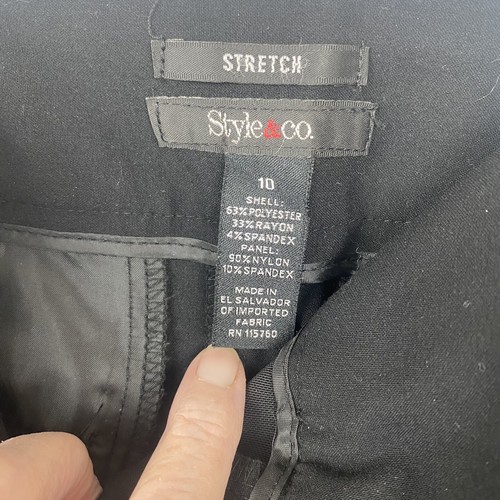 STRETCH
Style&co.
10
SHELL:
63%POLYESTER
33%RAYON
4%SPANDEX
PANEL:
90%NYLON
10%SPANDEX
MADE IN
EL SALVADOR
OF IMPORTED
FABRIC
RN 115760